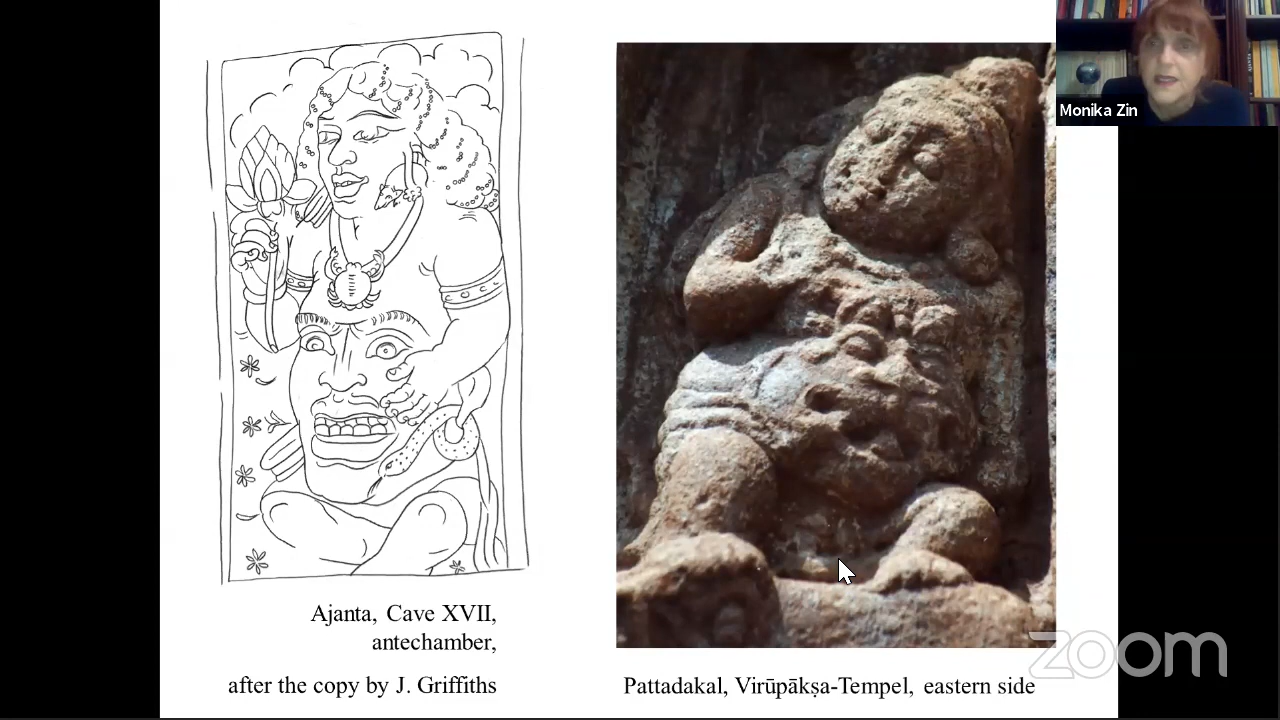 Monika Zin
Ajanta, Cave XVII,
antechamber,
after the copy by J. Griffiths
Pattadakal, Virūpākṣa-Tempel, eastern side
zoom